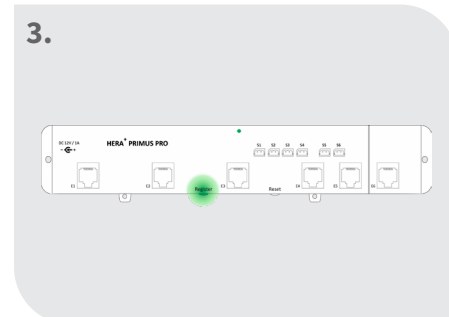 3.
DC 12V / 1A
HERA+ PRIMUS PRO
S1 S2 S3 S4 S5 S6
E1 E2 Register E3 Reset E4 E5 E6